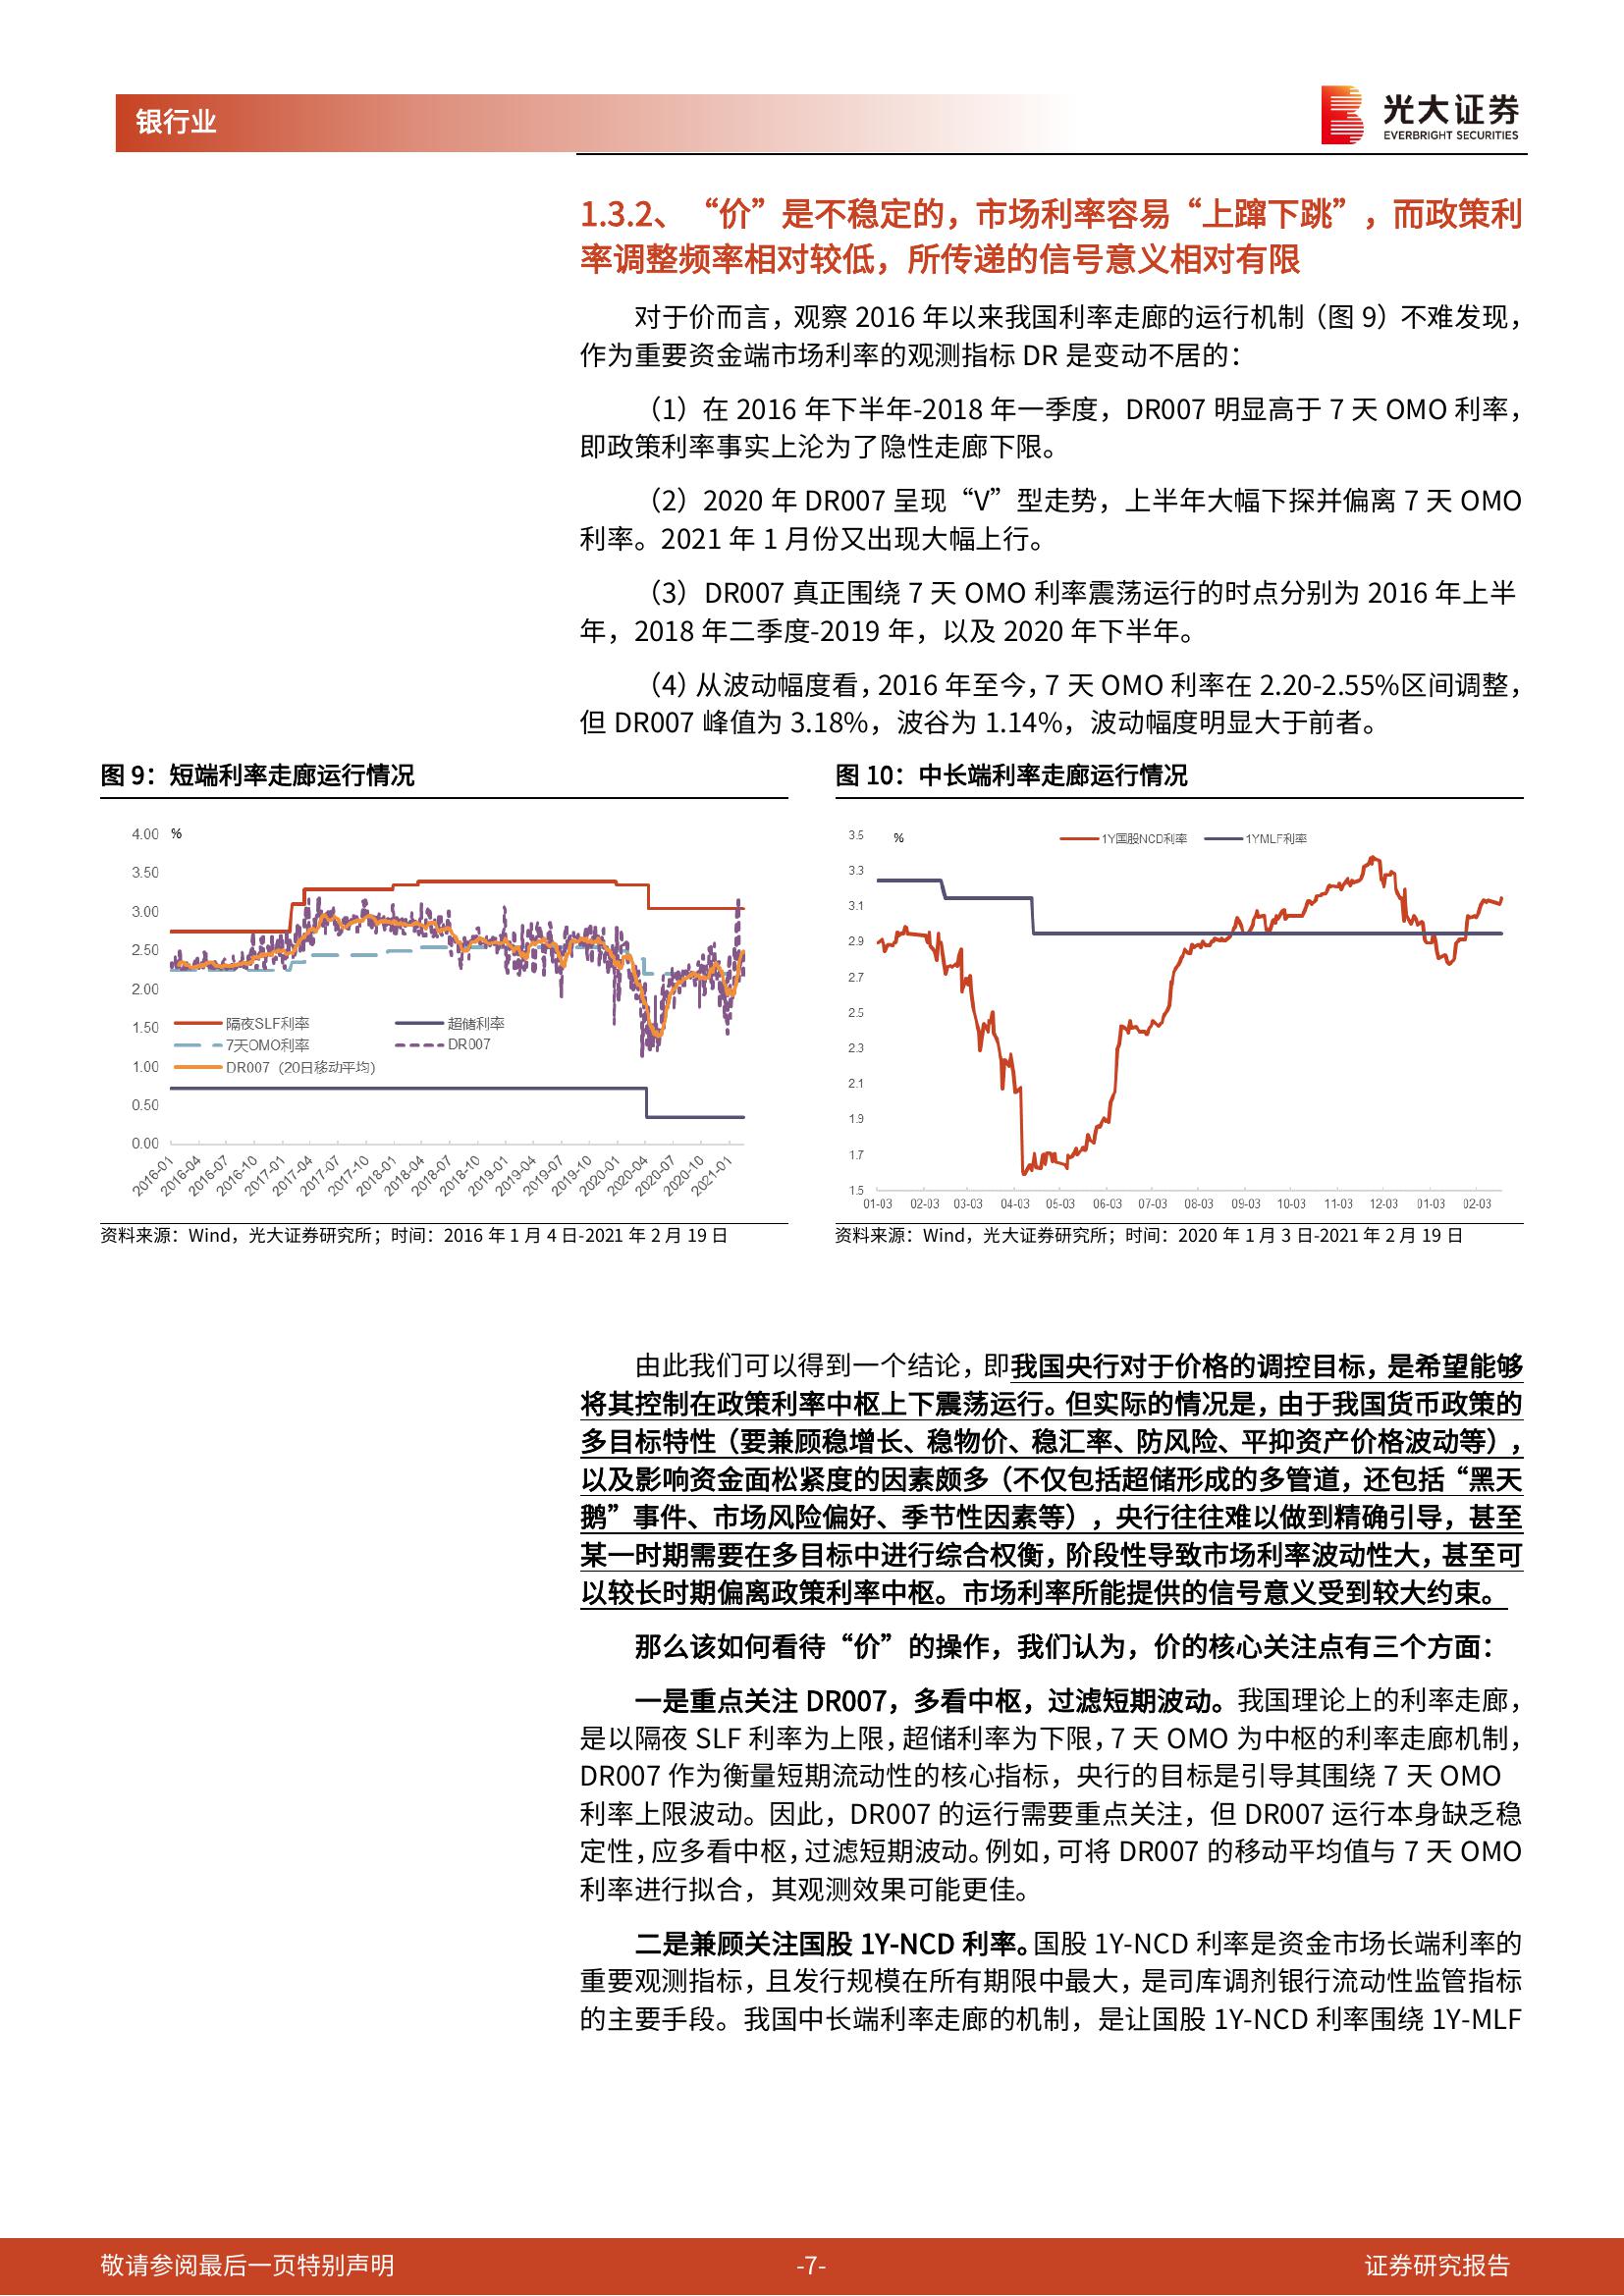 银行业
光大证券
EVERBRIGHT SECURITIES
1.3.2、“价”是不稳定的，市场利率容易“上蹿下跳”，而政策利
率调整频率相对较低，所传递的信号意义相对有限
对于价而言，观察 2016 年以来我国利率走廊的运行机制（图 9）不难发现，
作为重要资金端市场利率的观测指标 DR 是变动不居的：
（1）在 2016 年下半年-2018 年一季度，DR007 明显高于 7 天 OMO 利率，
即政策利率事实上沦为了隐性走廊下限。
（2）2020 年 DR007 呈现“V”型走势，上半年大幅下探并偏离 7 天 OMO
利率。2021 年 1 月份又出现大幅上行。
（3）DR007 真正围绕 7 天 OMO 利率震荡运行的时点分别为 2016 年上半
年，2018 年二季度-2019 年，以及 2020 年下半年。
（4）从波动幅度看，2016 年至今，7 天 OMO 利率在 2.20-2.55%区间调整，
但 DR007 峰值为 3.18%，波谷为 1.14%，波动幅度明显大于前者。
图 9：短端利率走廊运行情况
4.00 %
3.50
3.00
2.50
2.00
1.50
1.00
0.50
0.00
隔夜SLF利率
超储利率
7天OMO利率
DR007
DR007（20日移动平均）
2016-01
2016-04
2016-07
2016-10
2017-01
2017-04
2017-07
2017-10
2018-01
2018-04
2018-07
2018-10
2019-01
2019-04
2019-07
2019-10
2020-01
2020-04
2020-07
2020-10
2021-01
资料来源：Wind，光大证券研究所；时间：2016 年 1 月 4 日-2021 年 2 月 19 日
图 10：中长端利率走廊运行情况
%
1Y国股NCD利率
1YMLF利率
3.5
3.3
3.1
2.9
2.7
2.5
2.3
2.1
1.9
1.7
1.5
01-03 02-03 03-03 04-03 05-03 06-03 07-03 08-03 09-03 10-03 11-03 12-03 01-03 02-03
资料来源：Wind，光大证券研究所；时间：2020 年 1 月 3 日-2021 年 2 月 19 日
由此我们可以得到一个结论，即我国央行对于价格的调控目标，是希望能够
将其控制在政策利率中枢上下震荡运行。但实际的情况是，由于我国货币政策的
多目标特性（要兼顾稳增长、稳物价、稳汇率、防风险、平抑资产价格波动等），
以及影响资金面松紧度的因素颇多（不仅包括超储形成的多管道，还包括“黑天
鹅”事件、市场风险偏好、季节性因素等），央行往往难以做到精确引导，甚至
某一时期需要在多目标中进行综合权衡，阶段性导致市场利率波动性大，甚至可
以较长时期偏离政策利率中枢。市场利率所能提供的信号意义受到较大约束。
那么该如何看待“价”的操作，我们认为，价的核心关注点有三个方面：
一是重点关注 DR007，多看中枢，过滤短期波动。我国理论上的利率走廊，
是以隔夜 SLF 利率为上限，超储利率为下限，7 天 OMO 为中枢的利率走廊机制，
DR007 作为衡量短期流动性的核心指标，央行的目标是引导其围绕 7 天 OMO
利率上限波动。因此，DR007 的运行需要重点关注，但 DR007 运行本身缺乏稳
定性，应多看中枢，过滤短期波动。例如，可将 DR007 的移动平均值与 7 天 OMO
利率进行拟合，其观测效果可能更佳。
二是兼顾关注国股 1Y-NCD 利率。国股 1Y-NCD 利率是资金市场长端利率的
重要观测指标，且发行规模在所有期限中最大，是司库调剂银行流动性监管指标
的主要手段。我国中长端利率走廊的机制，是让国股 1Y-NCD 利率围绕 1Y-MLF
敬请参阅最后一页特别声明
-7-
证券研究报告